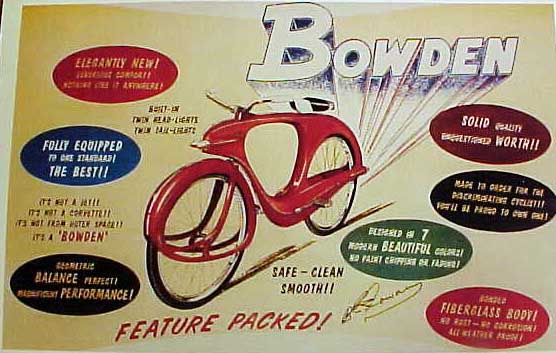 BOWDEN
ELEGANTLY NEW!
LUXURIOUS COMFORT!!
NOTHING LIKE IT ANYWHERE!
BUILT-IN
TWIN HEAD-LIGHTS
TWIN TAIL-LIGHTS
FULLY EQUIPPED
TO ONE STANDARD!
THE BEST!!
IT'S NOT A JET!!
IT'S NOT A CORVETTE!!
IT'S NOT FROM OUTER SPACE!!
IT'S A 'BOWDEN'
GEOMETRIC
BALANCE PERFECT!
MAGNIFICENT PERFORMANCE!
SOLID QUALITY
UNQUESTIONED WORTH!!
MADE TO ORDER FOR THE
DISCRIMINATING CYCLIST!!
YOU'LL BE PROUD TO OWN ONE!
DESIGNED IN 7
MODERN BEAUTIFUL COLORS!
NO PAINT CHIPPING OR FADING!
SAFE – CLEAN
SMOOTH!!
BONDED
FIBERGLASS BODY!
NO RUST – NO CORROSION!
ALL WEATHER PROOF!
FEATURE PACKED!